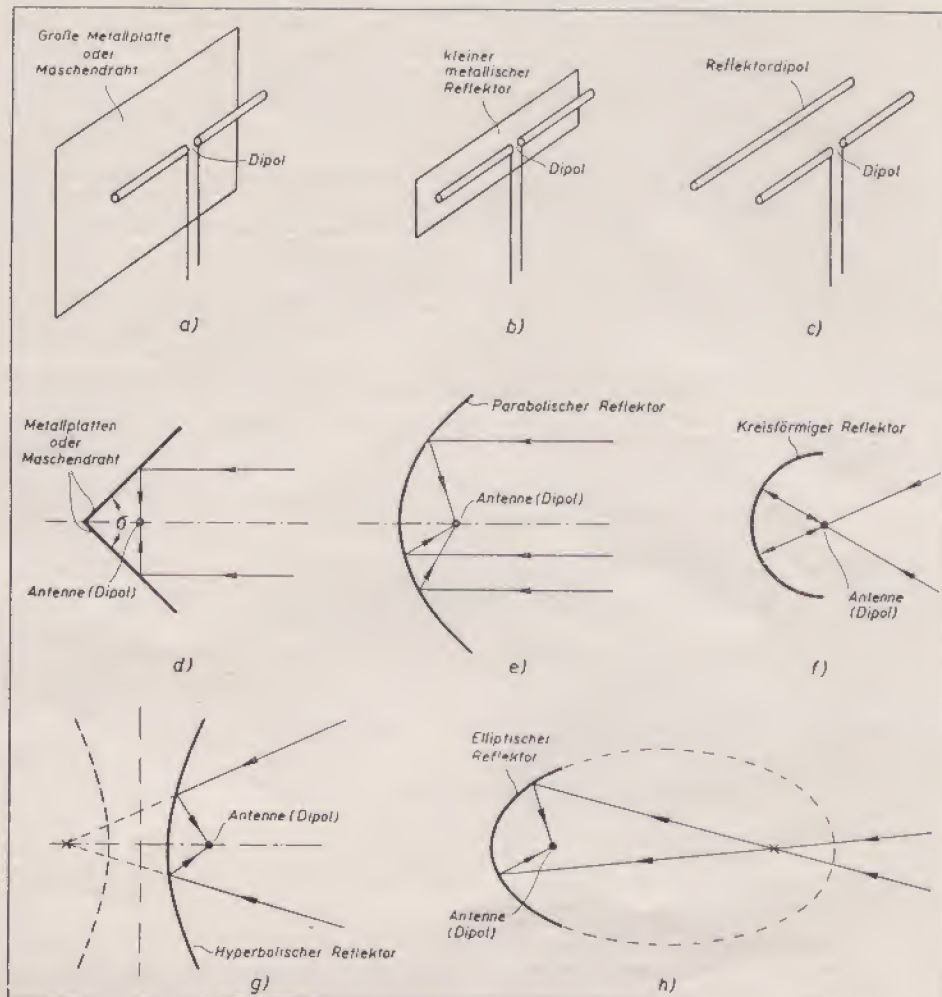 Große Metallplatte
oder
Maschendraht
Dipol
a)
kleiner
metallischer
Reflektor
Dipol
b)
Reflektordipol
Dipol
c)
Metallplatten
oder
Maschendraht
σ
Antenne (Dipol)
d)
Parabolischer Reflektor
Antenne (Dipol)
e)
Kreisförmiger Reflektor
Antenne
(Dipol)
f)
Antenne (Dipol)
Hyperbolischer Reflektor
g)
Elliptischer
Reflektor
Antenne
(Dipol)
h)